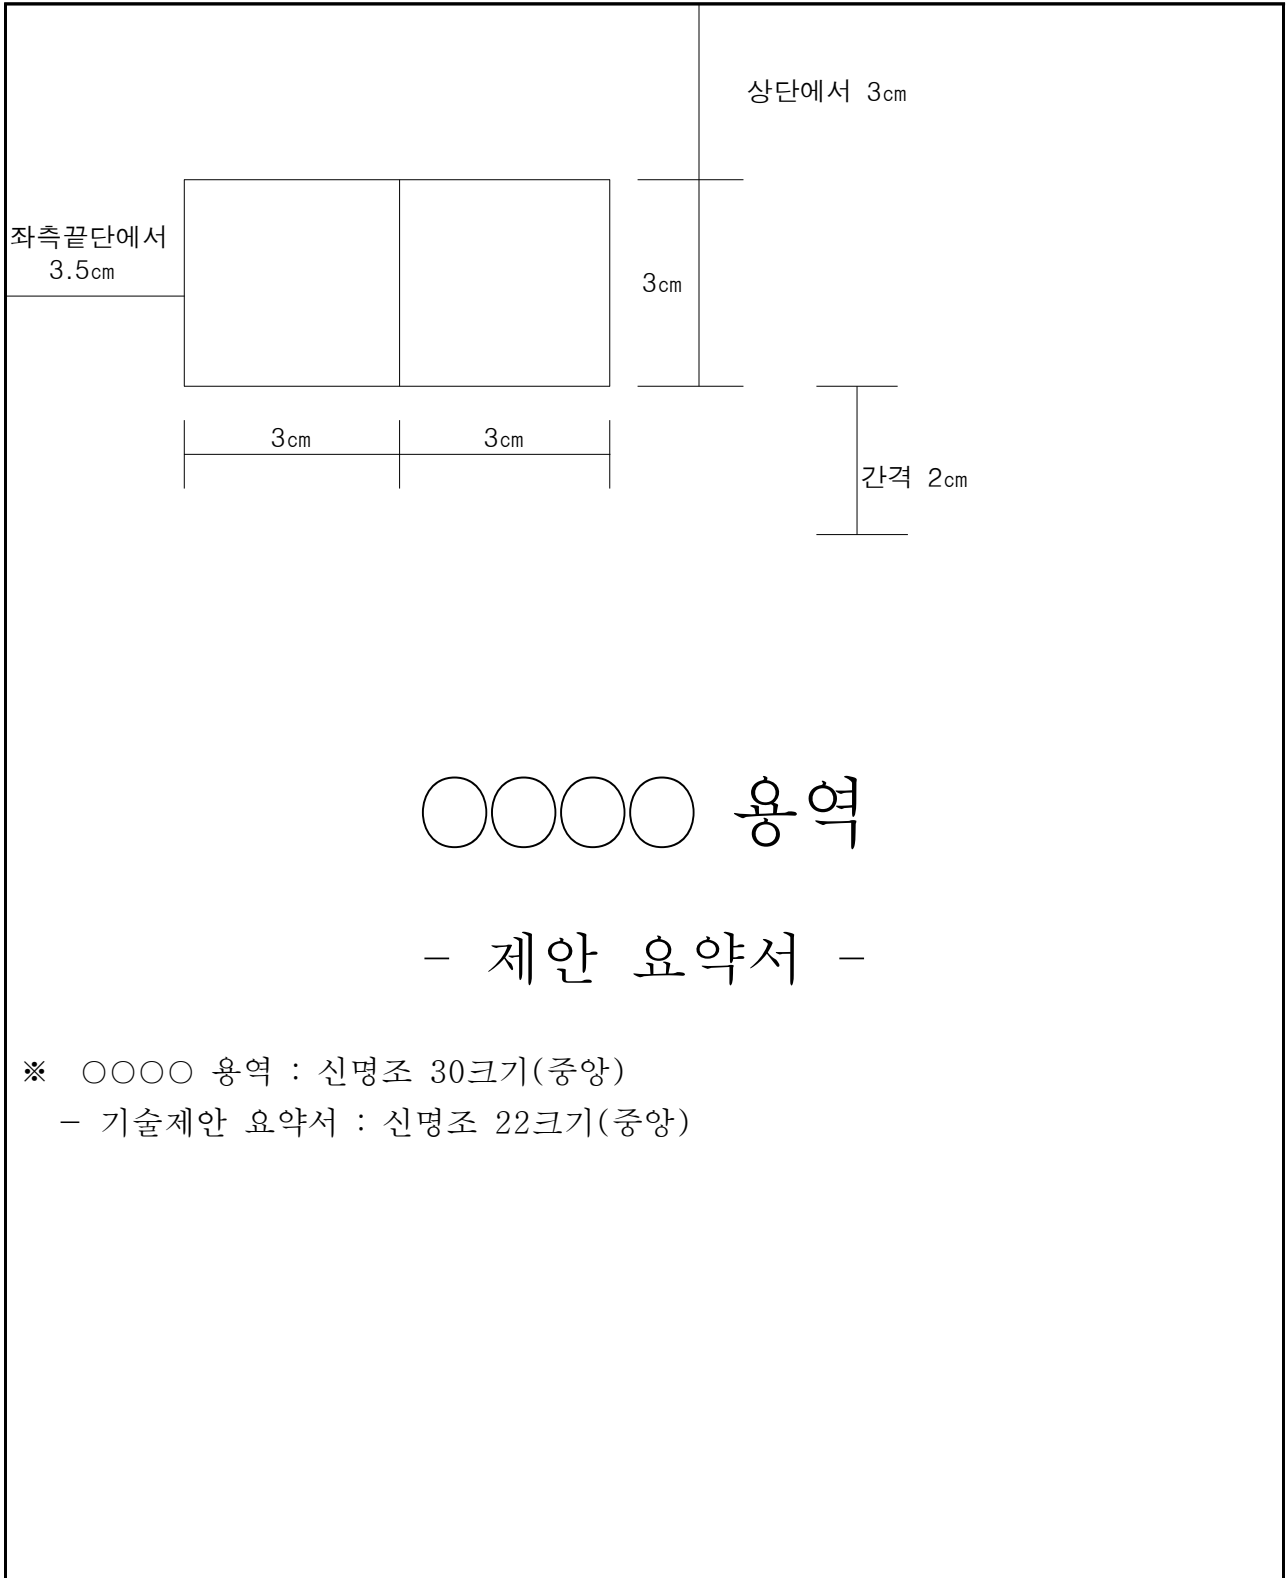 상단에서 3㎝
좌측끝단에서
3.5㎝
3㎝
3㎝ 3㎝
간격 2㎝
○○○○ 용역
- 제안 요약서 -
※ ○○○○ 용역 : 신명조 30크기(중앙)
- 기술제안 요약서 : 신명조 22크기(중앙)